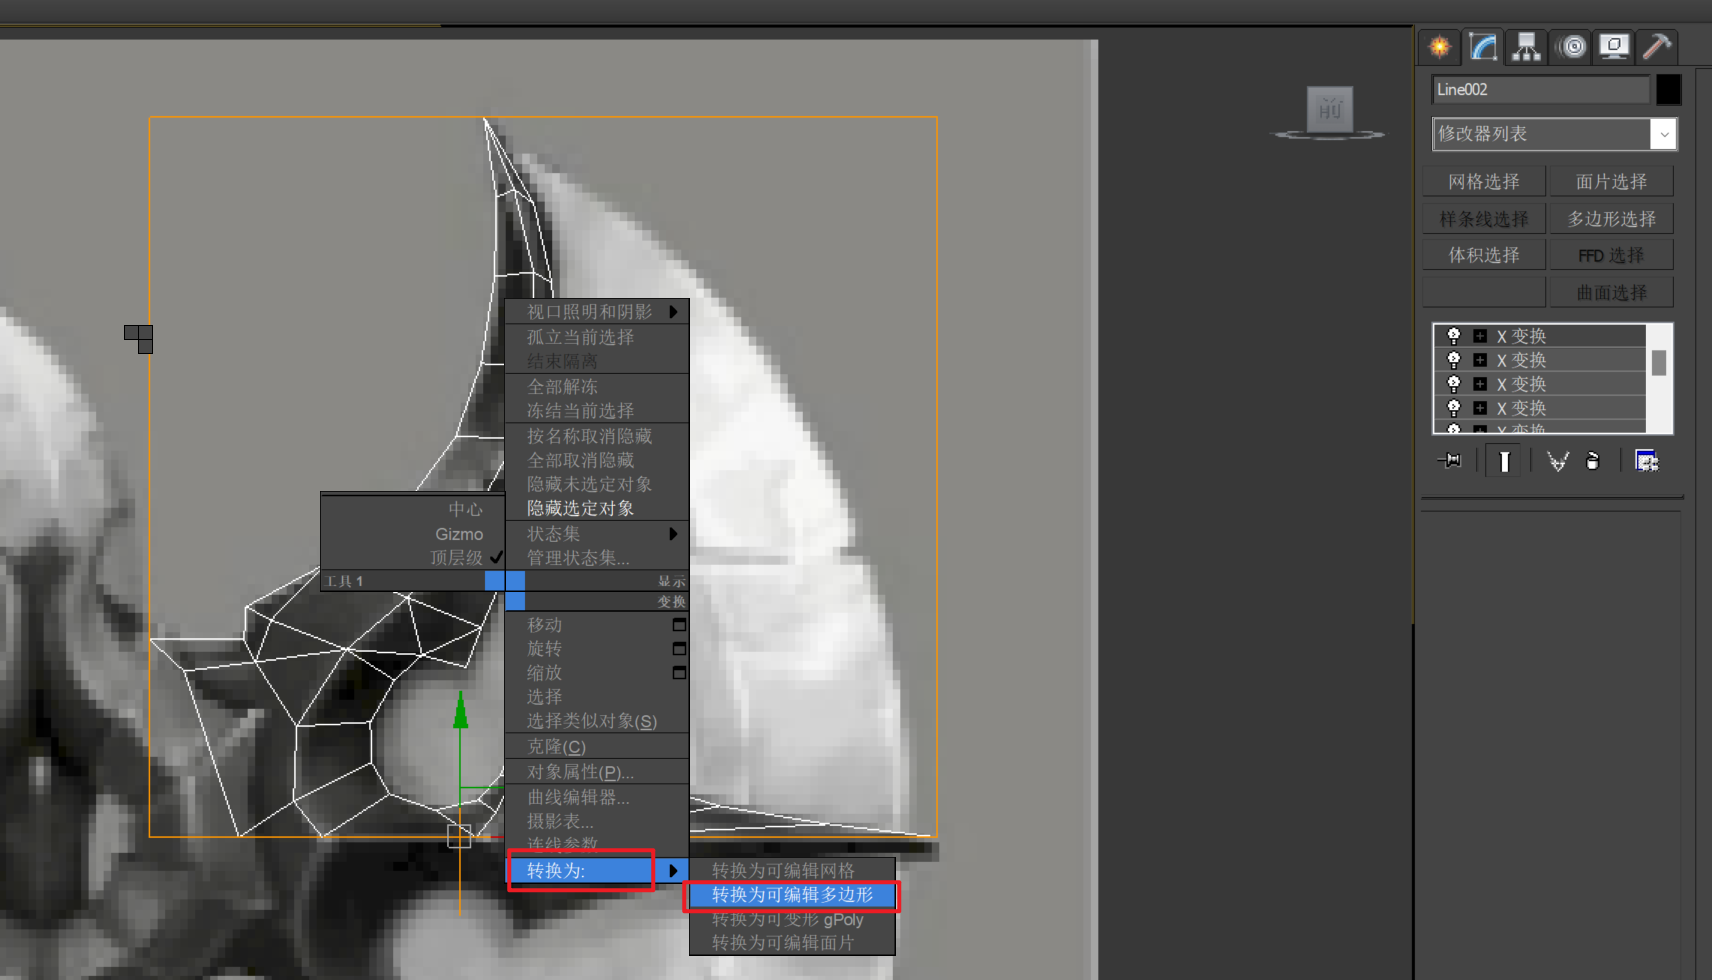 Line002
修改器列表
网格选择
面片选择
样条线选择
多边形选择
体积选择
FFD 选择
曲面选择
X 变换
X 变换
X 变换
X 变换
X 变换
前
视口照明和阴影
孤立当前选择
结束隔离
全部解冻
冻结当前选择
按名称取消隐藏
全部取消隐藏
隐藏未选定对象
隐藏选定对象
状态集
管理状态集...
显示
中心
Gizmo
顶层级
工具 1
变换
移动
旋转
缩放
选择
选择类似对象(S)
克隆(C)
对象属性(P)...
曲线编辑器...
摄影表...
连线参数
转换为:
转换为可编辑网格
转换为可编辑多边形
转换为可变形 gPoly
转换为可编辑面片